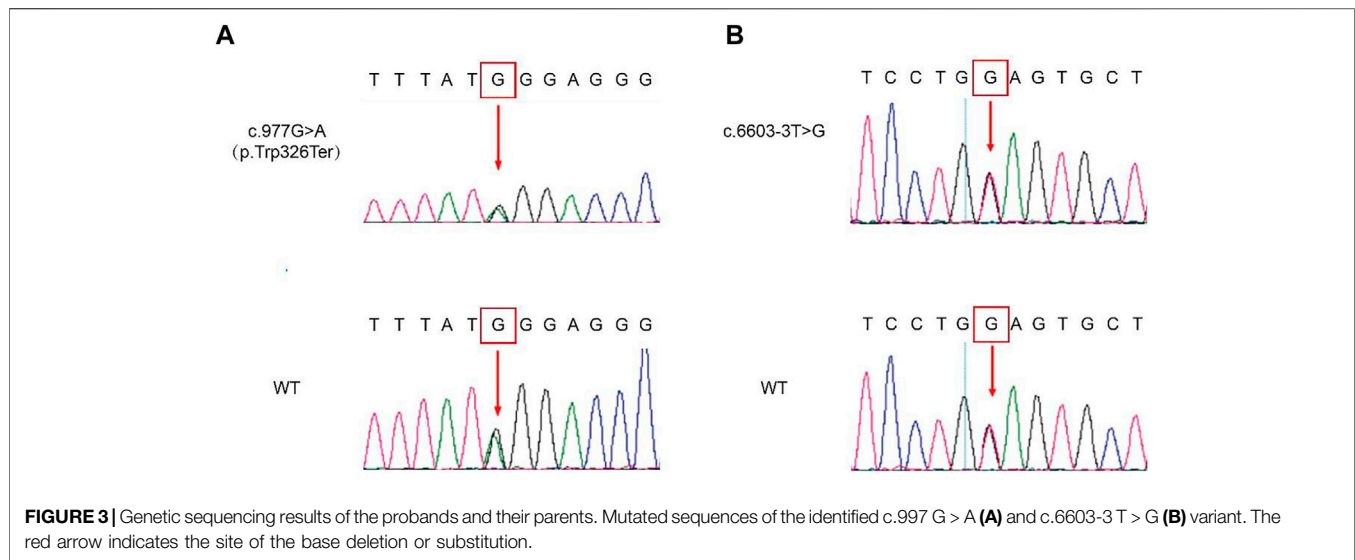 A
B
T T T A T G G G A G G G
T C C T G G A G T G C T
c.977G>A
(p.Trp326Ter)
c.6603-3T>G
T T T A T G G G A G G G
T C C T G G A G T G C T
WT
WT
FIGURE 3 | Genetic sequencing results of the probands and their parents. Mutated sequences of the identified c.997 G > A (A) and c.6603-3 T > G (B) variant. The
red arrow indicates the site of the base deletion or substitution.